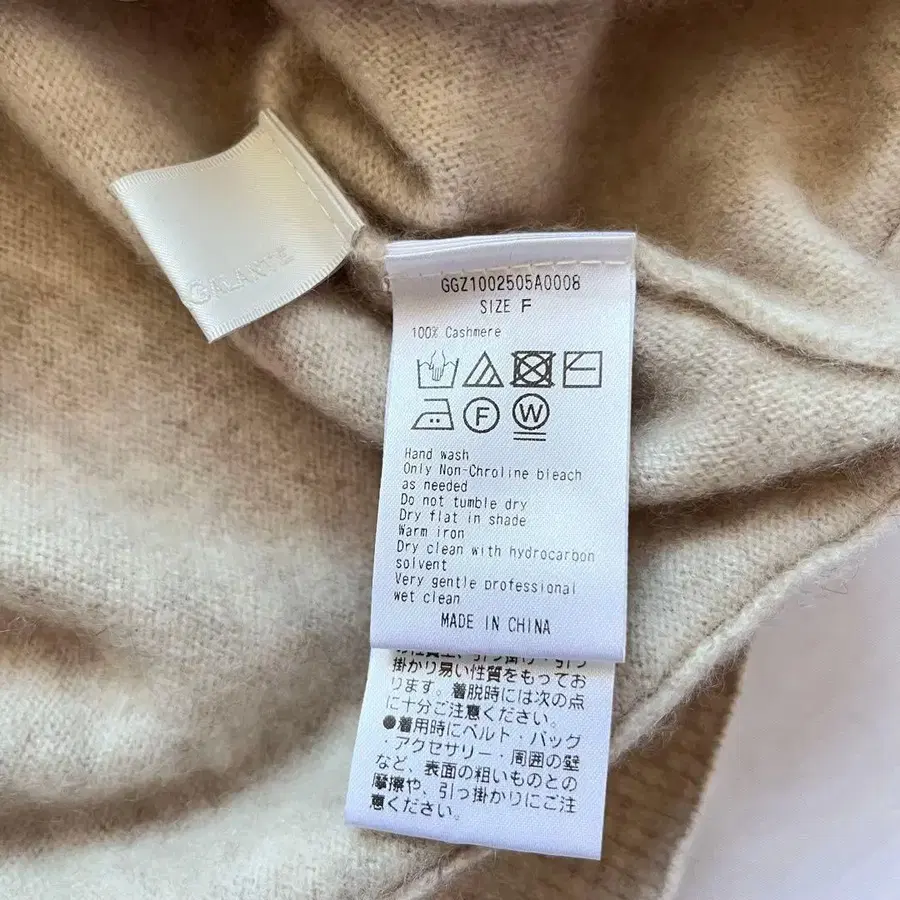 GGZ1002505A0008
SIZE F
100% Cashmere
F
W
Hand wash
Only Non-Chroline bleach
as needed
Do not tumble dry
Dry flat in shade
Warm iron
Dry clean with hydrocarbon
solvent
Very gentle professional
wet clean
MADE IN CHINA
掛かり易い性質をもってお
ります。着脱時には次の点
に十分ご注意ください。
●着用時にベルト・バッグ
・アクセサリー・周囲の壁
など、表面の粗いものとの
摩擦や、引っ掛かりにご注
意ください。